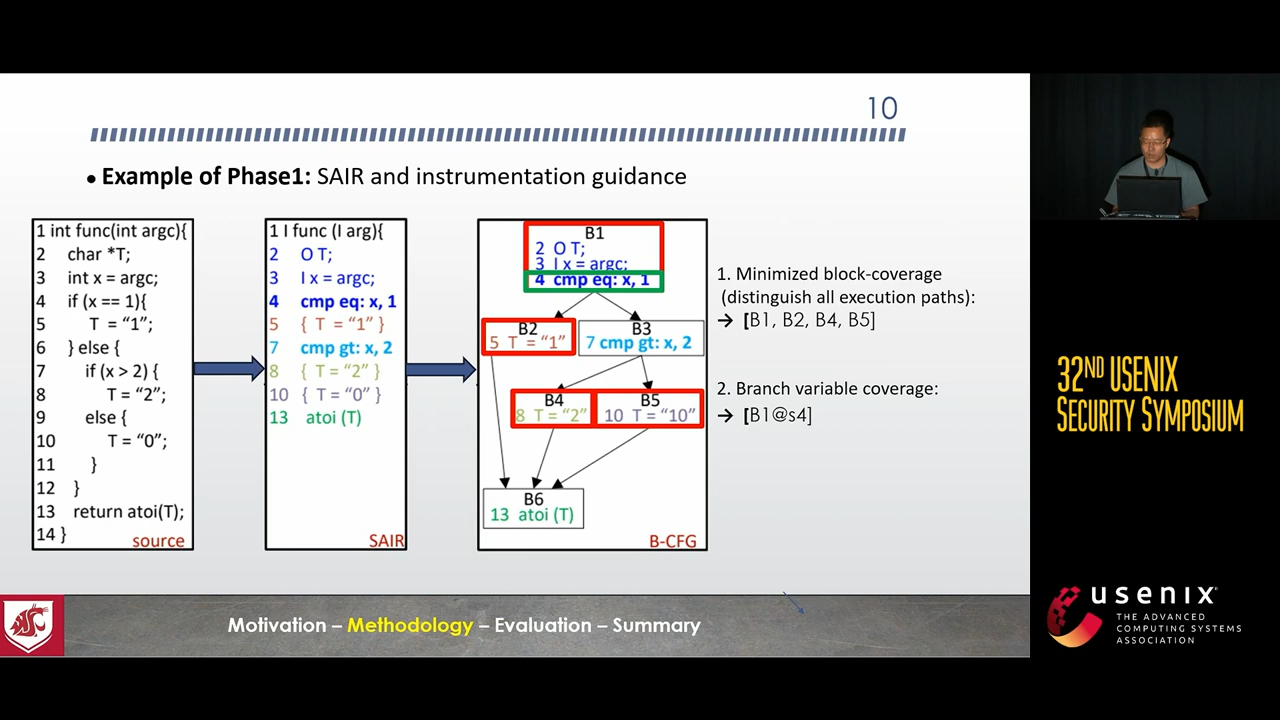 10
• Example of Phase1: SAIR and instrumentation guidance
1 int func(int argc){
2 char *T;
3 int x = argc;
4 if (x == 1){
5 T = “1”;
6 } else {
7 if (x > 2) {
8 T = “2”;
9 else {
10 T = “0”;
11 }
12 }
13 return atoi(T);
14 }
source
1 I func (I arg){
2 O T;
3 I x = argc;
4 cmp eq: x, 1
5 { T = “1” }
7 cmp gt: x, 2
8 { T = “2” }
10 { T = “0” }
13 atoi (T)
SAIR
B1
2 O T;
3 I x = argc;
4 cmp eq: x, 1
B2
5 T = “1”
B3
7 cmp gt: x, 2
B4
8 T = “2”
B5
10 T = “10”
B6
13 atoi (T)
B-CFG
1. Minimized block-coverage
(distinguish all execution paths):
→ [B1, B2, B4, B5]
2. Branch variable coverage:
→ [B1@s4]
Motivation – Methodology – Evaluation – Summary
32ND USENIX
SECURITY SYMPOSIUM
usenix
THE ADVANCED
COMPUTING SYSTEMS
ASSOCIATION